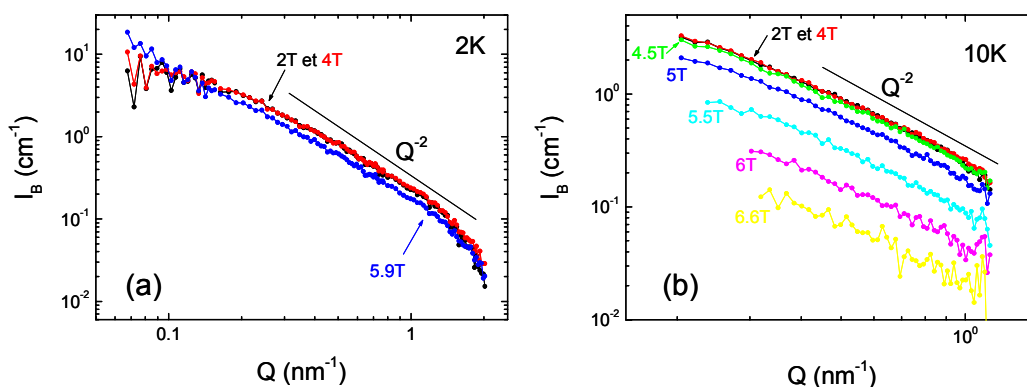 2K
2T et 4T
Q-2
5.9T
(a)
I_B (cm-1)
10^1
10^0
10^-1
10^-2
0.1
1
Q (nm-1)
10K
2T et 4T
4.5T
5T
5.5T
6T
6.6T
Q-2
(b)
I_B (cm-1)
10^0
10^-1
10^-2
10^0
Q (nm-1)